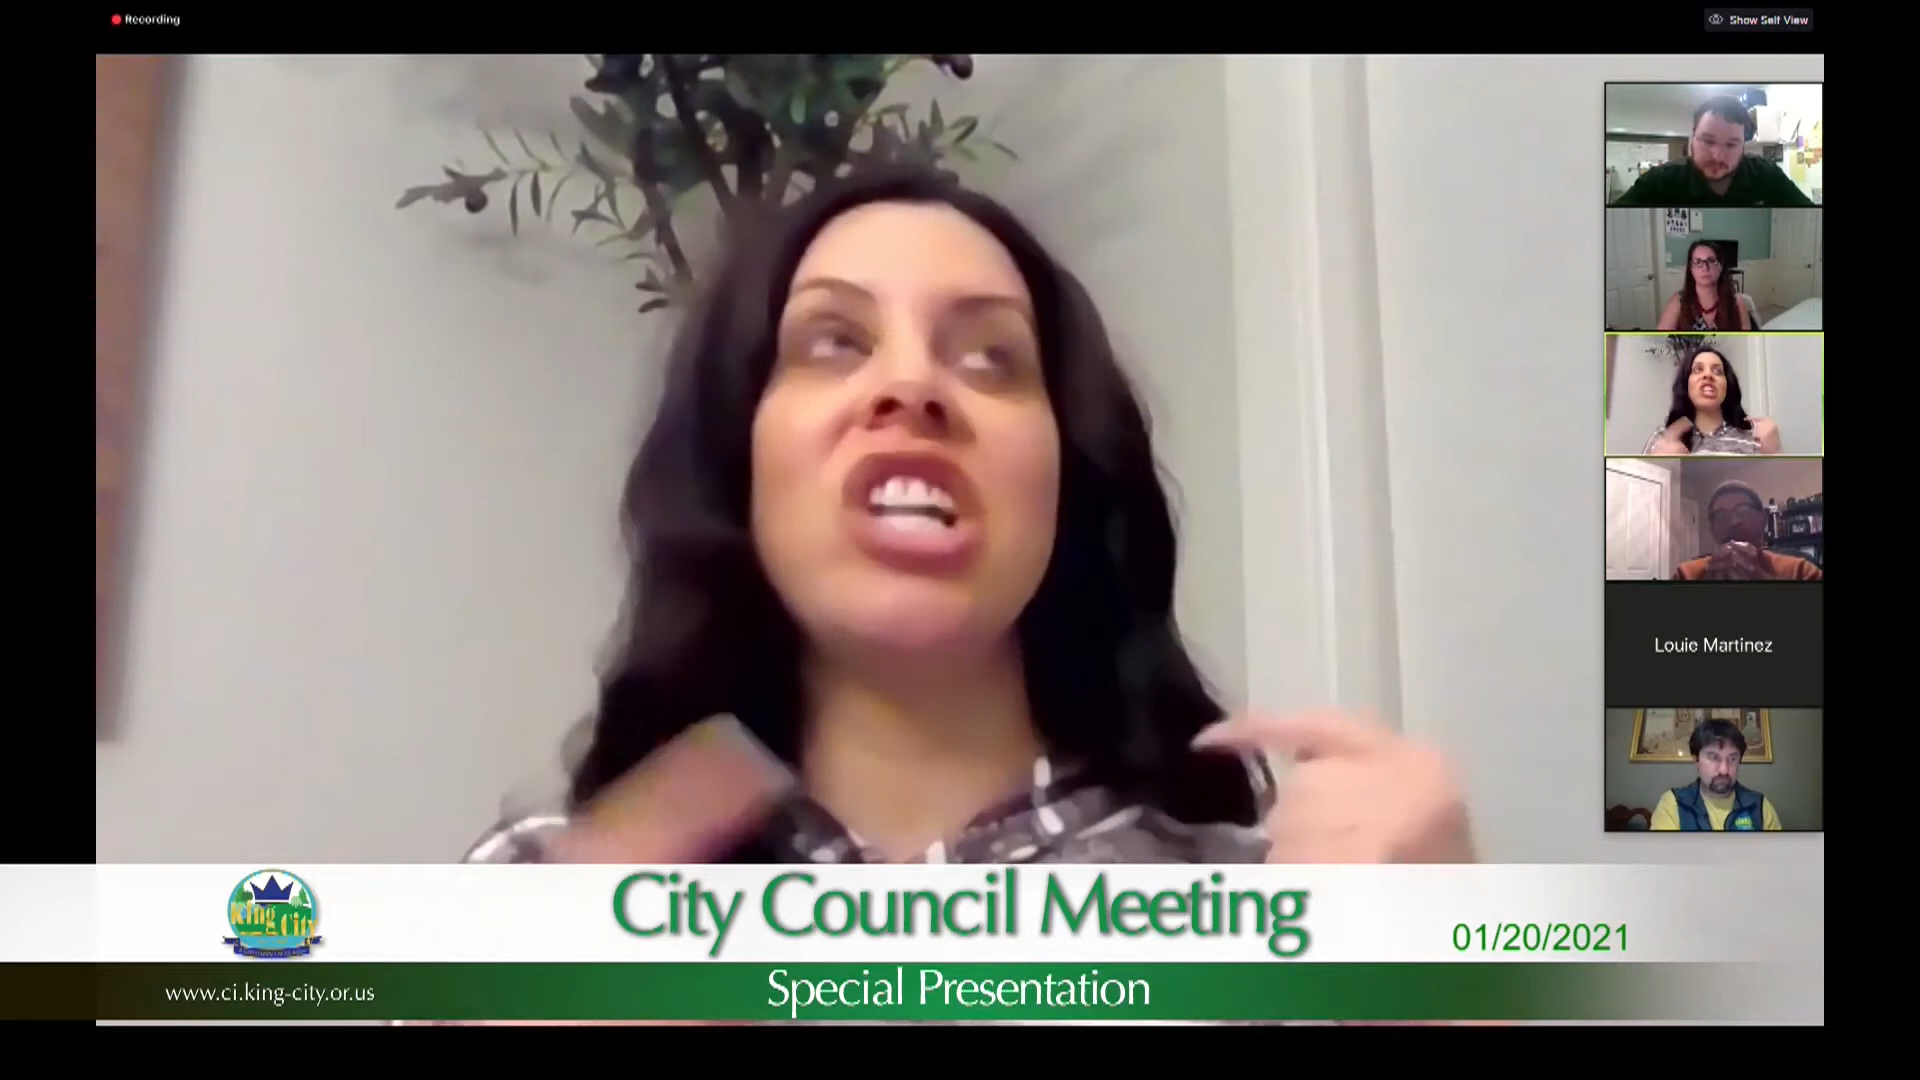 Recording
Show Self View
Louie Martinez
King
City
City Council Meeting
01/20/2021
www.ci.king-city.or.us
Special Presentation